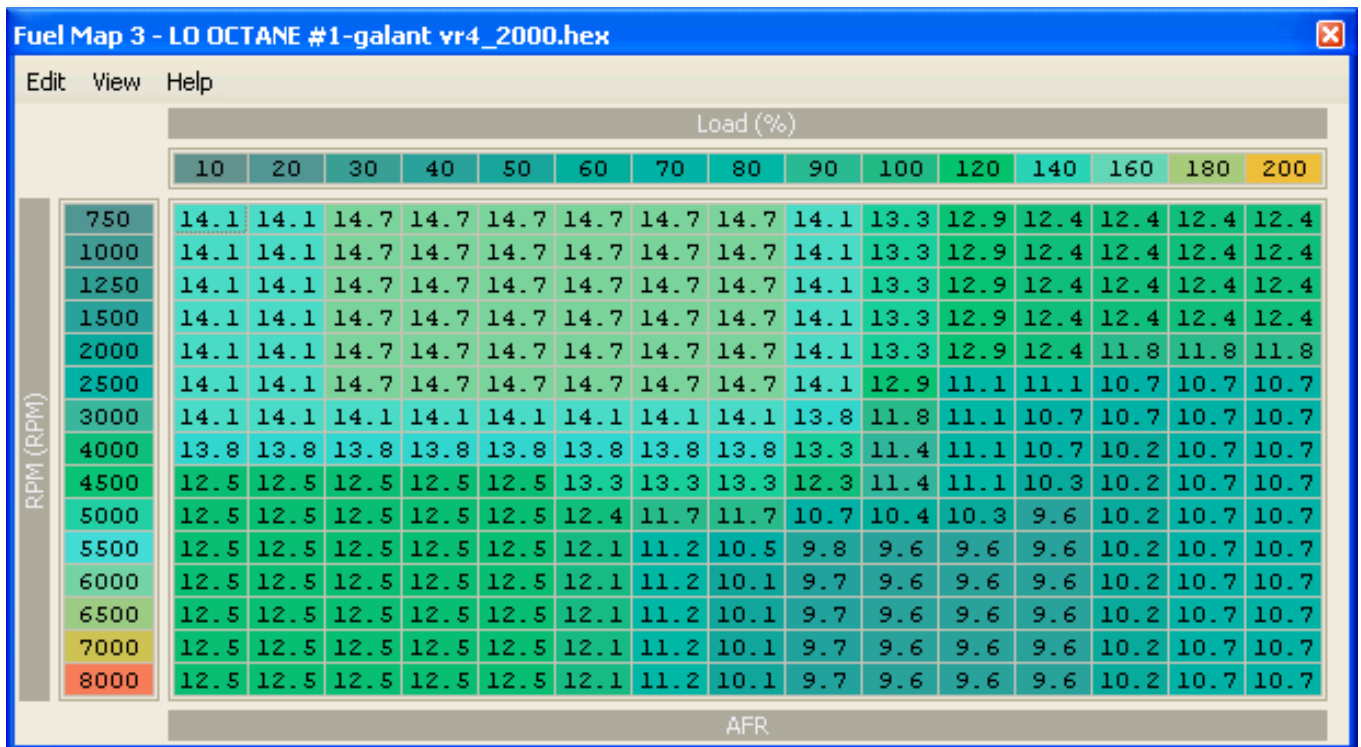 Fuel Map 3 - LO OCTANE #1-galant vr4_2000.hex
Edit View Help
Load (%)
10 20 30 40 50 60 70 80 90 100 120 140 160 180 200
RPM (RPM)
750 14.1 14.1 14.7 14.7 14.7 14.7 14.7 14.7 14.1 13.3 12.9 12.4 12.4 12.4 12.4
1000 14.1 14.1 14.7 14.7 14.7 14.7 14.7 14.7 14.1 13.3 12.9 12.4 12.4 12.4 12.4
1250 14.1 14.1 14.7 14.7 14.7 14.7 14.7 14.7 14.1 13.3 12.9 12.4 12.4 12.4 12.4
1500 14.1 14.1 14.7 14.7 14.7 14.7 14.7 14.7 14.1 13.3 12.9 12.4 12.4 12.4 12.4
2000 14.1 14.1 14.7 14.7 14.7 14.7 14.7 14.7 14.1 13.3 12.9 12.4 11.8 11.8 11.8
2500 14.1 14.1 14.7 14.7 14.7 14.7 14.7 14.7 14.1 12.9 11.1 11.1 10.7 10.7 10.7
3000 14.1 14.1 14.1 14.1 14.1 14.1 14.1 14.1 13.8 11.8 11.1 10.7 10.7 10.7 10.7
4000 13.8 13.8 13.8 13.8 13.8 13.8 13.8 13.8 13.3 11.4 11.1 10.7 10.2 10.7 10.7
4500 12.5 12.5 12.5 12.5 12.5 13.3 13.3 13.3 12.3 11.4 11.1 10.3 10.2 10.7 10.7
5000 12.5 12.5 12.5 12.5 12.5 12.4 11.7 11.7 10.7 10.4 10.3 9.6 10.2 10.7 10.7
5500 12.5 12.5 12.5 12.5 12.5 12.1 11.2 10.5 9.8 9.6 9.6 9.6 10.2 10.7 10.7
6000 12.5 12.5 12.5 12.5 12.5 12.1 11.2 10.1 9.7 9.6 9.6 9.6 10.2 10.7 10.7
6500 12.5 12.5 12.5 12.5 12.5 12.1 11.2 10.1 9.7 9.6 9.6 9.6 10.2 10.7 10.7
7000 12.5 12.5 12.5 12.5 12.5 12.1 11.2 10.1 9.7 9.6 9.6 9.6 10.2 10.7 10.7
8000 12.5 12.5 12.5 12.5 12.5 12.1 11.2 10.1 9.7 9.6 9.6 9.6 10.2 10.7 10.7
AFR